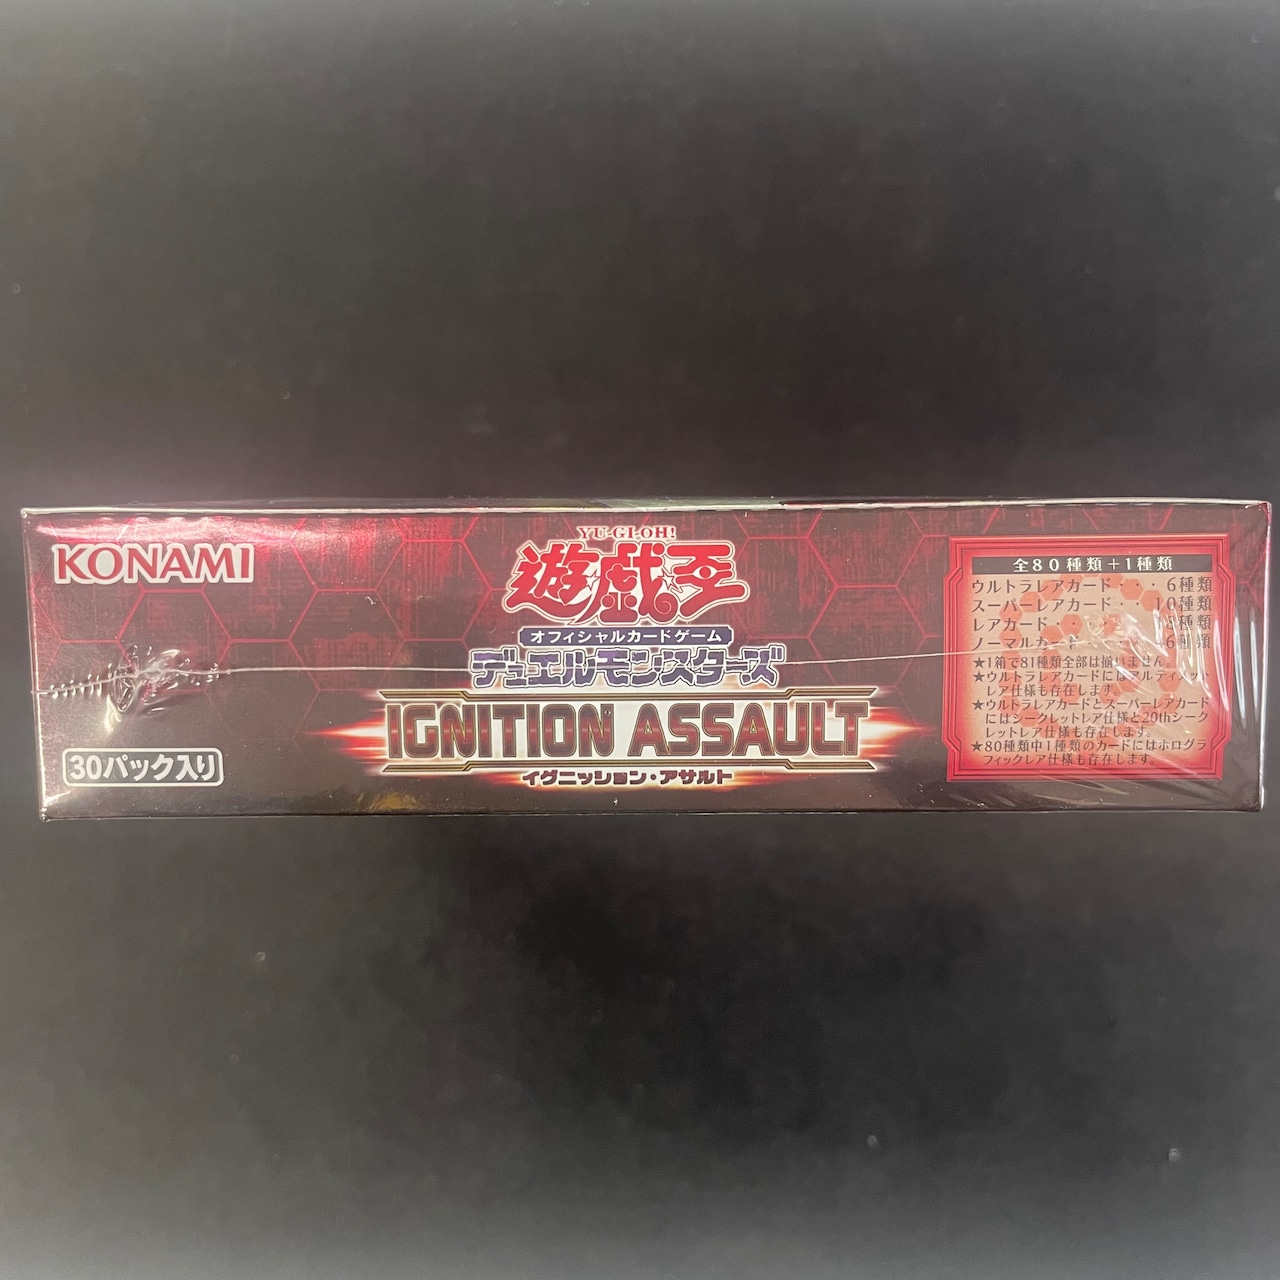 KONAMI
YU-GI-OH!
遊戯王
オフィシャルカードゲーム
デュエルモンスターズ
IGNITION ASSAULT
イグニッション・アサルト
30パック入り
全80種類+1種類
ウルトラレアカード・・・6種類
スーパーレアカード・・10種類
レアカード・・・
ノーマルカード
★1箱で81種類全部は揃いません。
★ウルトラレアカードにはアルティメット
レア仕様も存在します。
★ウルトラレアカードとスーパーレアカード
にはシークレットレア仕様と20thシーク
レットレア仕様も存在します。
★80種類中1種類のカードにはホログラ
フィックレア仕様も存在します。